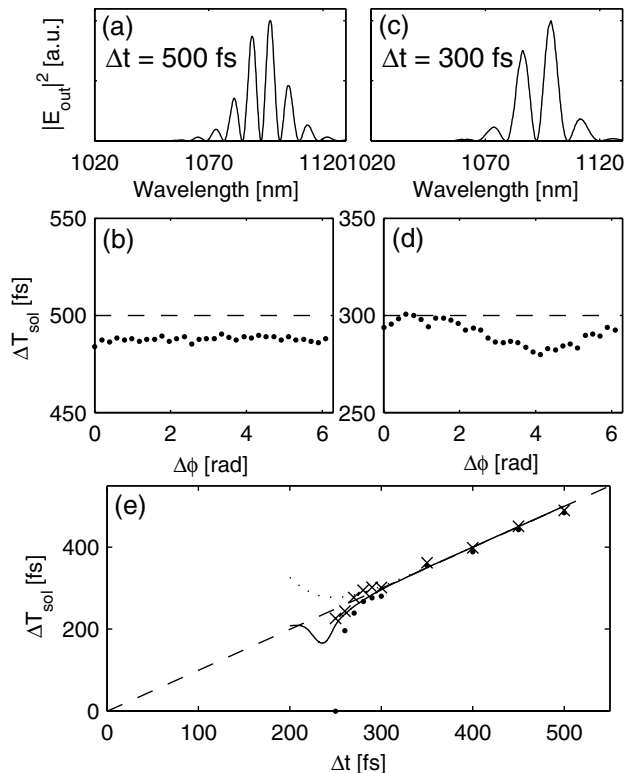 (a)
Δt = 500 fs
|E_out|² [a.u.]
1020 1070 1120
Wavelength [nm]
(c)
Δt = 300 fs
1020 1070 1120
Wavelength [nm]
(b)
550
500
450
ΔT_sol [fs]
0 2 4 6
Δϕ [rad]
(d)
350
300
250
0 2 4 6
Δϕ [rad]
(e)
400
200
0
ΔT_sol [fs]
0 100 200 300 400 500
Δt [fs]